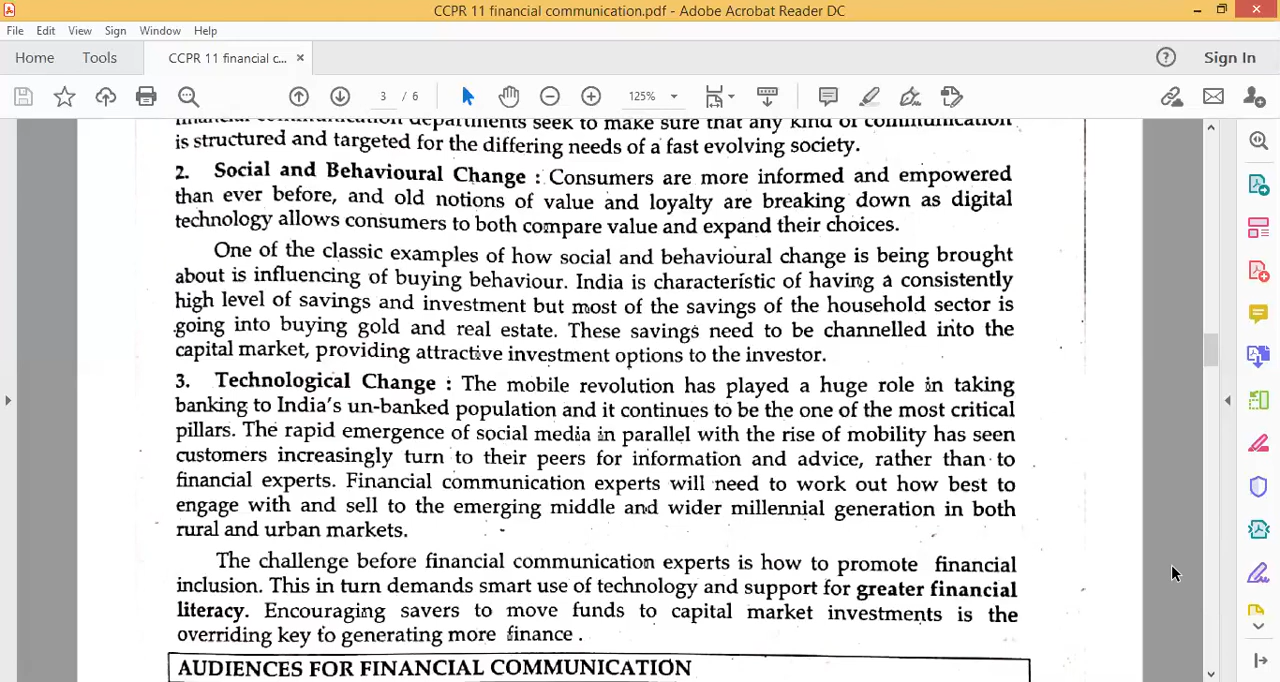 CCPR 11 financial communication.pdf - Adobe Acrobat Reader DC
File Edit View Sign Window Help
Home Tools CCPR 11 financial c... × Sign In
3 / 6 125%
financial communication departments seek to make sure that any kind of communication
is structured and targeted for the differing needs of a fast evolving society.
2. Social and Behavioural Change : Consumers are more informed and empowered
than ever before, and old notions of value and loyalty are breaking down as digital
technology allows consumers to both compare value and expand their choices.
One of the classic examples of how social and behavioural change is being brought
about is influencing of buying behaviour. India is characteristic of having a consistently
high level of savings and investment but most of the savings of the household sector is
going into buying gold and real estate. These savings need to be channelled into the
capital market, providing attractive investment options to the investor.
3. Technological Change : The mobile revolution has played a huge role in taking
banking to India's un-banked population and it continues to be the one of the most critical
pillars. The rapid emergence of social media in parallel with the rise of mobility has seen
customers increasingly turn to their peers for information and advice, rather than to
financial experts. Financial communication experts will need to work out how best to
engage with and sell to the emerging middle and wider millennial generation in both
rural and urban markets.
The challenge before financial communication experts is how to promote financial
inclusion. This in turn demands smart use of technology and support for greater financial
literacy. Encouraging savers to move funds to capital market investments is the
overriding key to generating more finance .
AUDIENCES FOR FINANCIAL COMMUNICATION